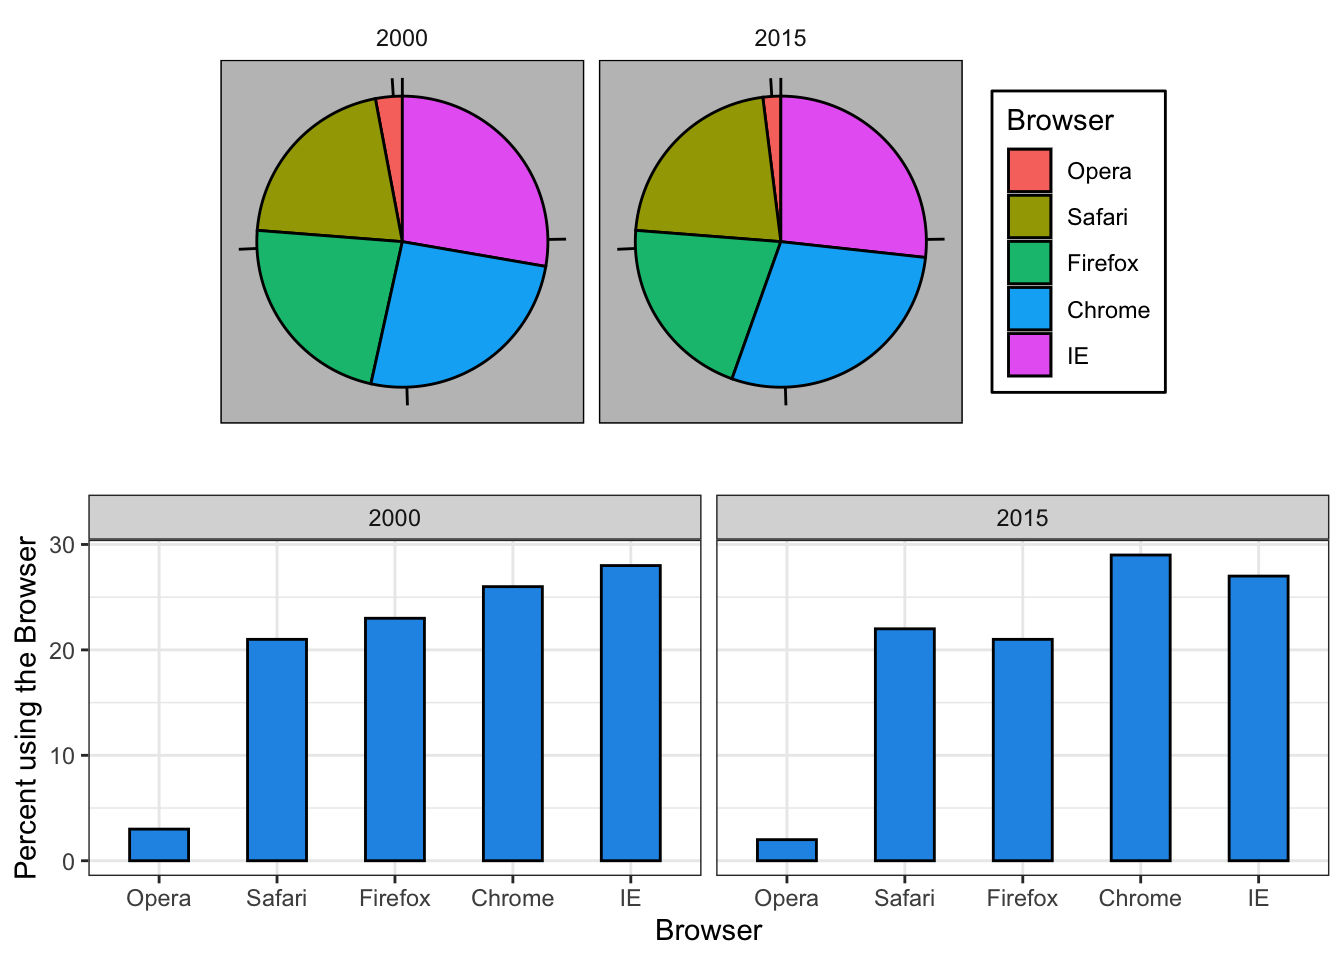 2000 2015
Browser
Opera
Safari
Firefox
Chrome
IE
2000 2015
Percent using the Browser
30
20
10
0
Opera Safari Firefox Chrome IE Opera Safari Firefox Chrome IE
Browser